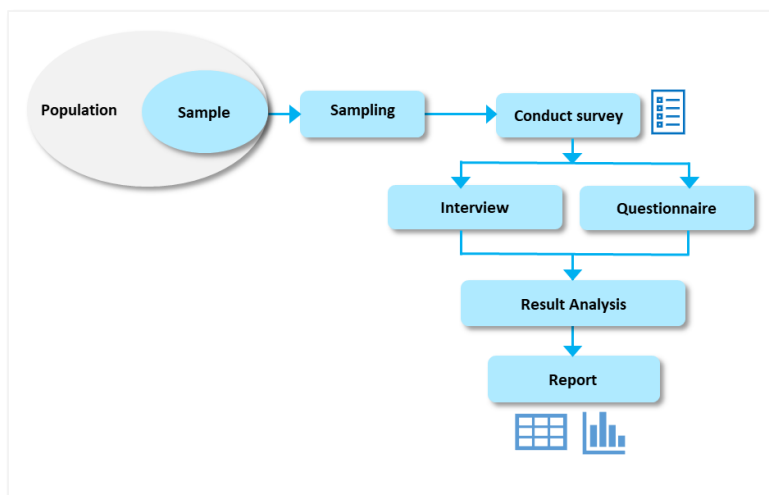 Population
Sample
Sampling
Conduct survey
Interview
Questionnaire
Result Analysis
Report